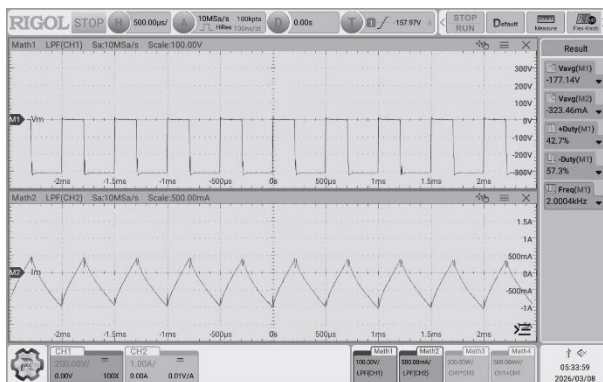 RIGOL STOP H 500.00μs/ A 10MSa/s 100kpts HiRes 100ns/pt D 0.00s T 1 -157.97V A STOP RUN Default Measure Flex Knob
Math1 LPF(CH1) Sa:10MSa/s Scale:100.00V
Result
300V
200V
100V
M1 Vm 0V
-100V
-200V
-300V
-2ms -1.5ms -1ms -500μs 0s 500μs 1ms 1.5ms 2ms
Vavg(M1)
-177.14V
Vavg(M2)
-323.46mA
+Duty(M1)
42.7%
-Duty(M1)
57.3%
Freq(M1)
2.0004kHz
Math2 LPF(CH2) Sa:10MSa/s Scale:500.00mA
1.5A
1A
500mA
M2 Im 0A
-500mA
-1A
-2ms -1.5ms -1ms -500μs 0s 500μs 1ms 1.5ms 2ms
CH1
200.00V/
0.00V 100X
CH2
1.00A/
0.00A 0.01V/A
Math1
100.00V/
LPF(CH1)
Math2
500.00mA/
LPF(CH2)
Math3
CH1*CH2
Math4
CH1+CH1
05:33:59
2026/03/08